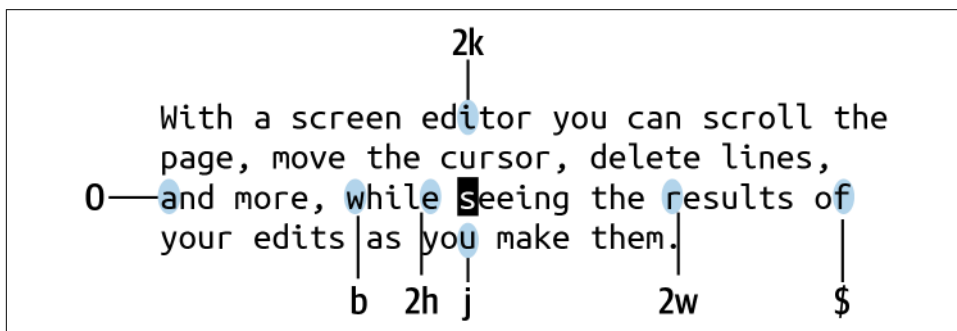 2k
With a screen editor you can scroll the
page, move the cursor, delete lines,
0 and more, while seeing the results of
your edits as you make them.
b 2h j 2w $